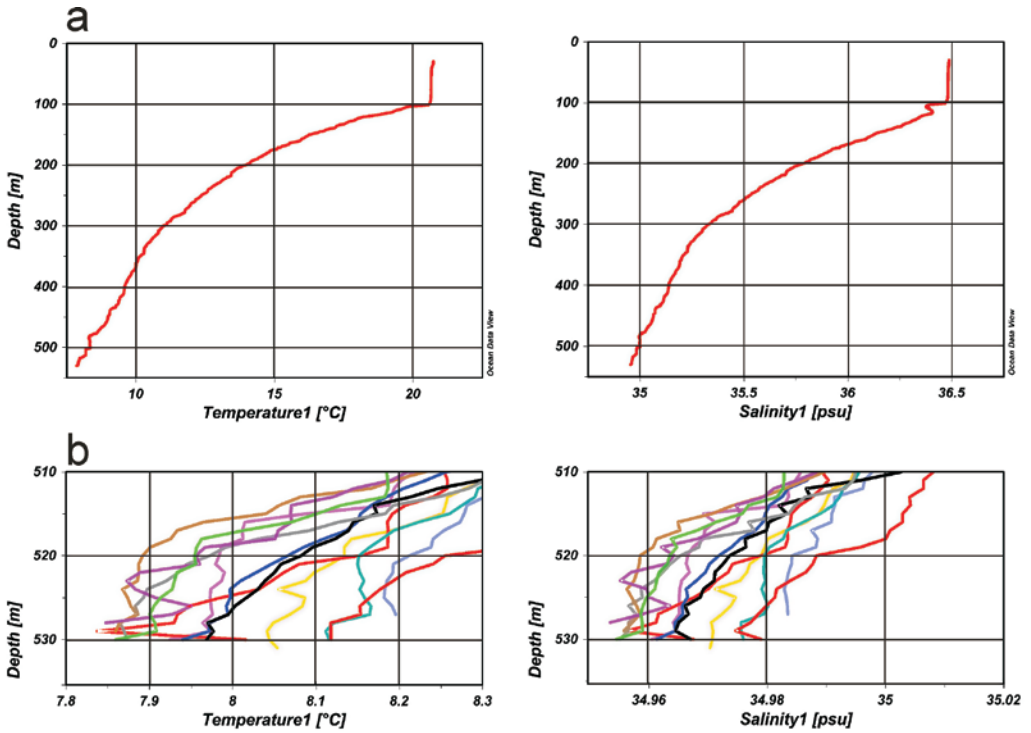 a
0
100
200
300
400
500
Depth [m]
10
15
20
Temperature1 [°C]
Ocean Data View
0
100
200
300
400
500
Depth [m]
35
35.5
36
36.5
Salinity1 [psu]
Ocean Data View
b
510
520
530
Depth [m]
7.8
7.9
8
8.1
8.2
8.3
Temperature1 [°C]
510
520
530
Depth [m]
34.96
34.98
35
35.02
Salinity1 [psu]